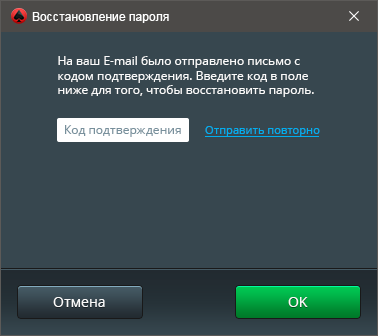 Восстановление пароля
На ваш E-mail было отправлено письмо с
кодом подтверждения. Введите код в поле
ниже для того, чтобы восстановить пароль.
Код подтверждения Отправить повторно
Отмена OK